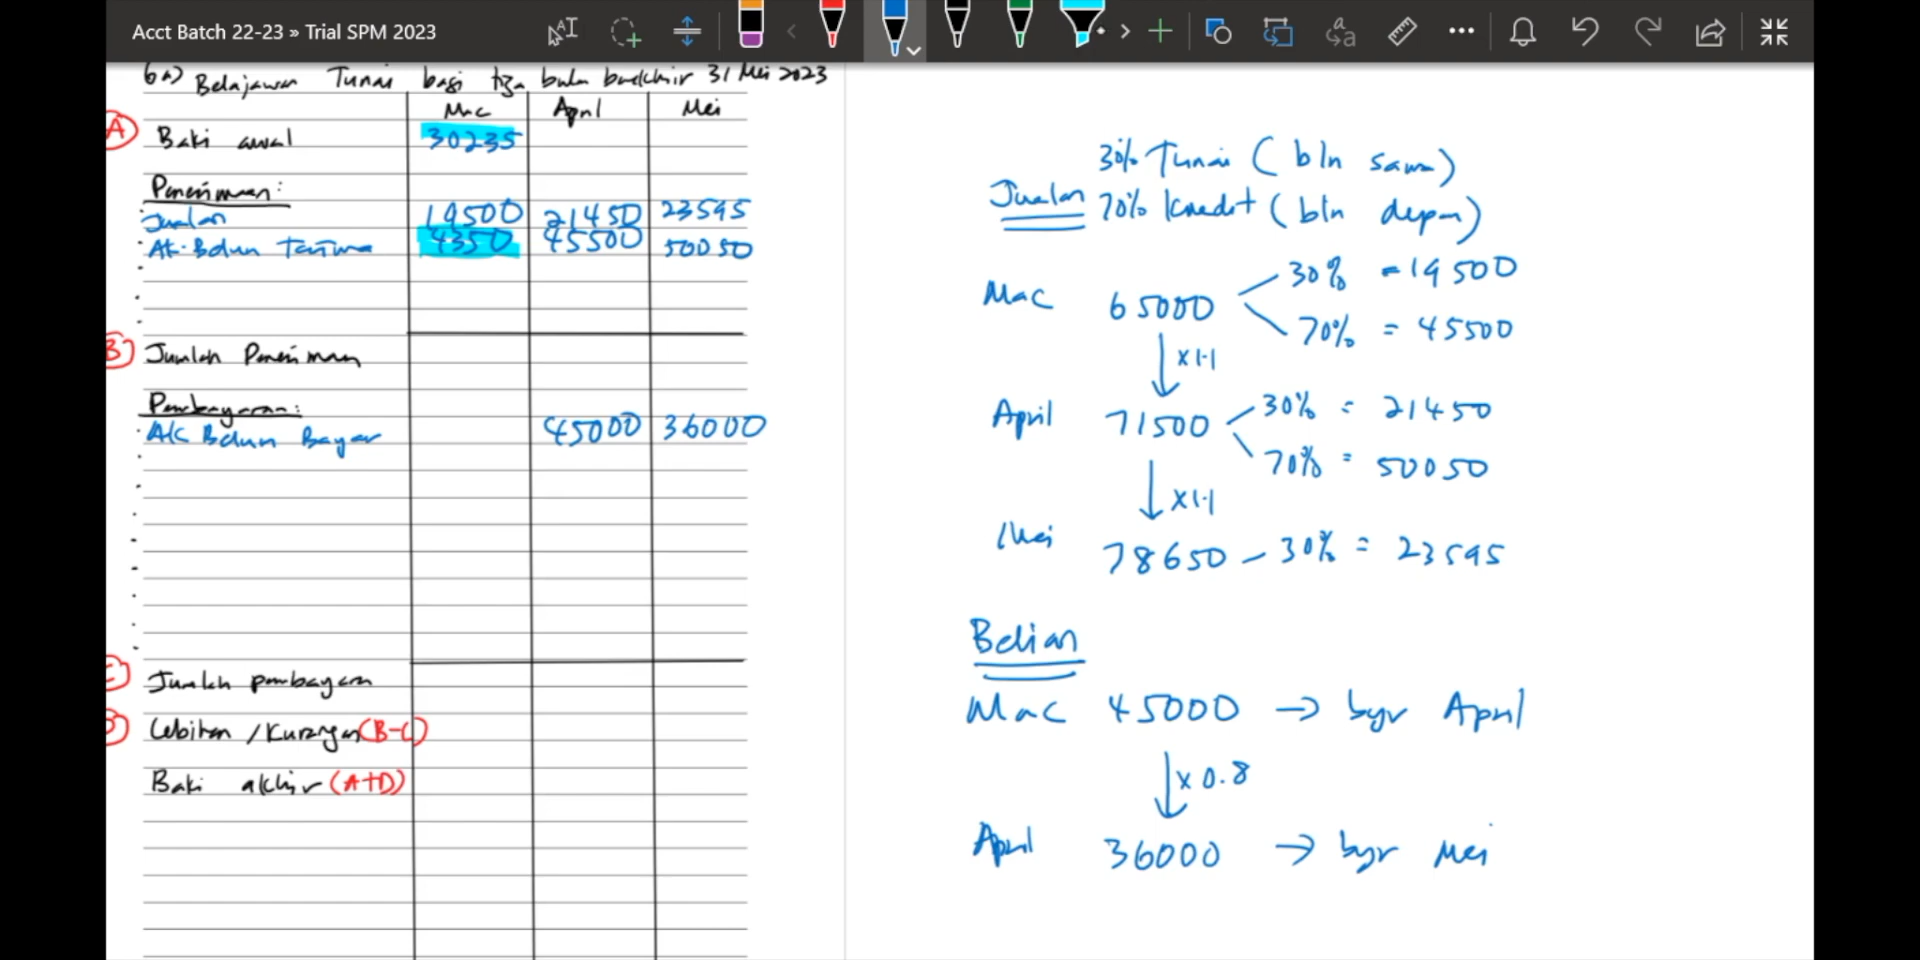 Acct Batch 22-23 » Trial SPM 2023
6a) Belajawan Tunai bagi tiga bulan berakhir 31 Mei 2023
Mac April Mei
A Baki awal 30235
Penerimaan:
Jualan 19500 21450 23595
Ak. Belum Terima 4350 45500 50050
B) Jumlah Penerimaan
Pembayaran:
Ak Belum Bayar 45000 36000
C) Jumlah pembayaran
D) Lebihan / Kurangan (B-C)
Baki akhir (A+D)
30% Tunai (bln sama)
Jualan 70% kredit (bln depan)
Mac 65000 30% = 19500
70% = 45500
x1.1
April 71500 30% = 21450
70% = 50050
x1.1
Mei 78650 - 30% = 23595
Belian
Mac 45000 → byr April
x 0.8
April 36000 → byr Mei